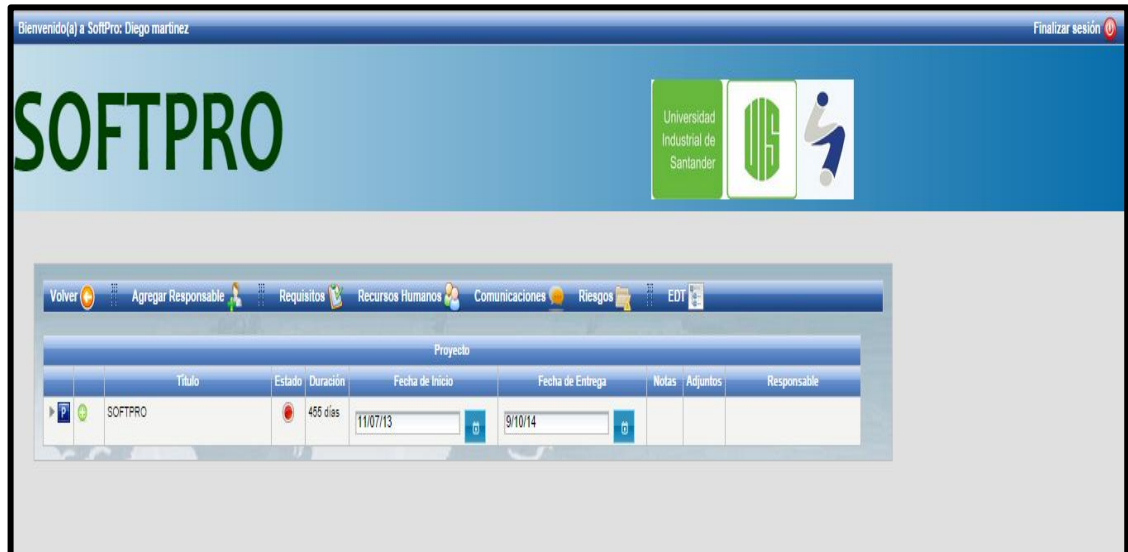 Bienvenido(a) a SoftPro: Diego martinez Finalizar sesión
SOFTPRO
Universidad
Industrial de
Santander
UIS
Volver Agregar Responsable Requisitos Recursos Humanos Comunicaciones Riesgos EDT
Proyecto
Título Estado Duración Fecha de Inicio Fecha de Entrega Notas Adjuntos Responsable
P SOFTPRO 455 días 11/07/13 9/10/14